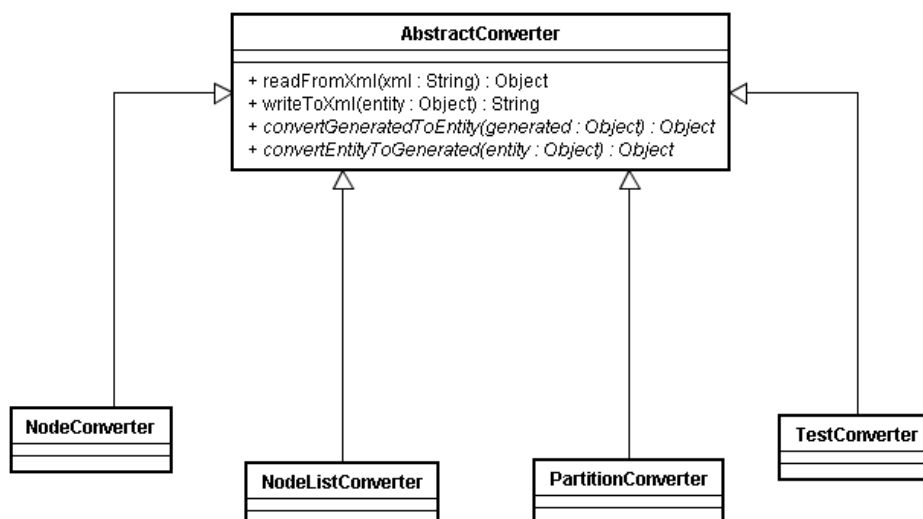 AbstractConverter
+ readFromXml(xml : String) : Object
+ writeToXml(entity : Object) : String
+ convertGeneratedToEntity(generated : Object) : Object
+ convertEntityToGenerated(entity : Object) : Object
NodeConverter
TestConverter
NodeListConverter
PartitionConverter